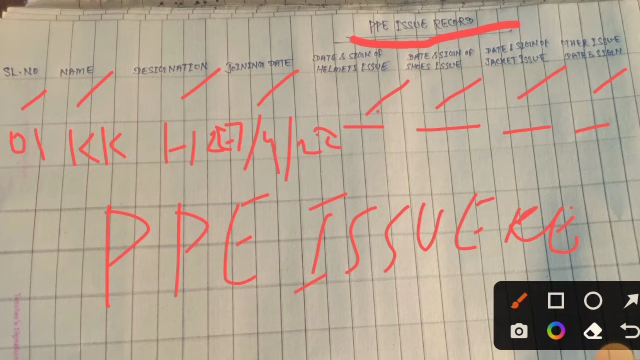 PPE ISSUE RECORD
SL.NO NAME DESIGNATION JOINING DATE DATE & SIGN OF HELMETS ISSUE DATE & SIGN OF SHOES ISSUE DATE & SIGN OF JACKET ISSUE OTHER ISSUE DATE & SIGN
01 KK H 27/4/22
PPE ISSUE RE